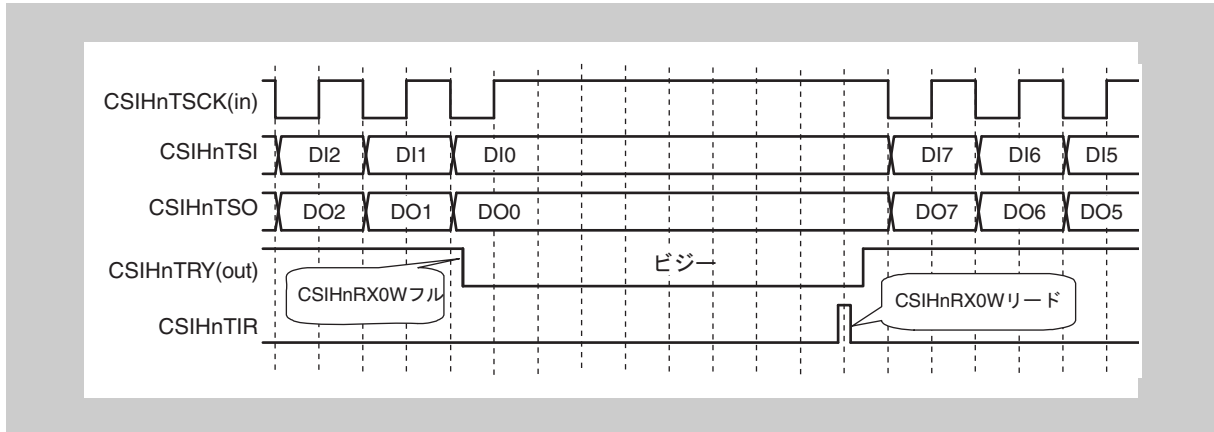 CSIHnTSCK(in)
CSIHnTSI DI2 DI1 DI0 DI7 DI6 DI5
CSIHnTSO DO2 DO1 DO0 DO7 DO6 DO5
CSIHnTRY(out) ビジー
CSIHnRX0Wフル CSIHnRX0Wリード
CSIHnTIR